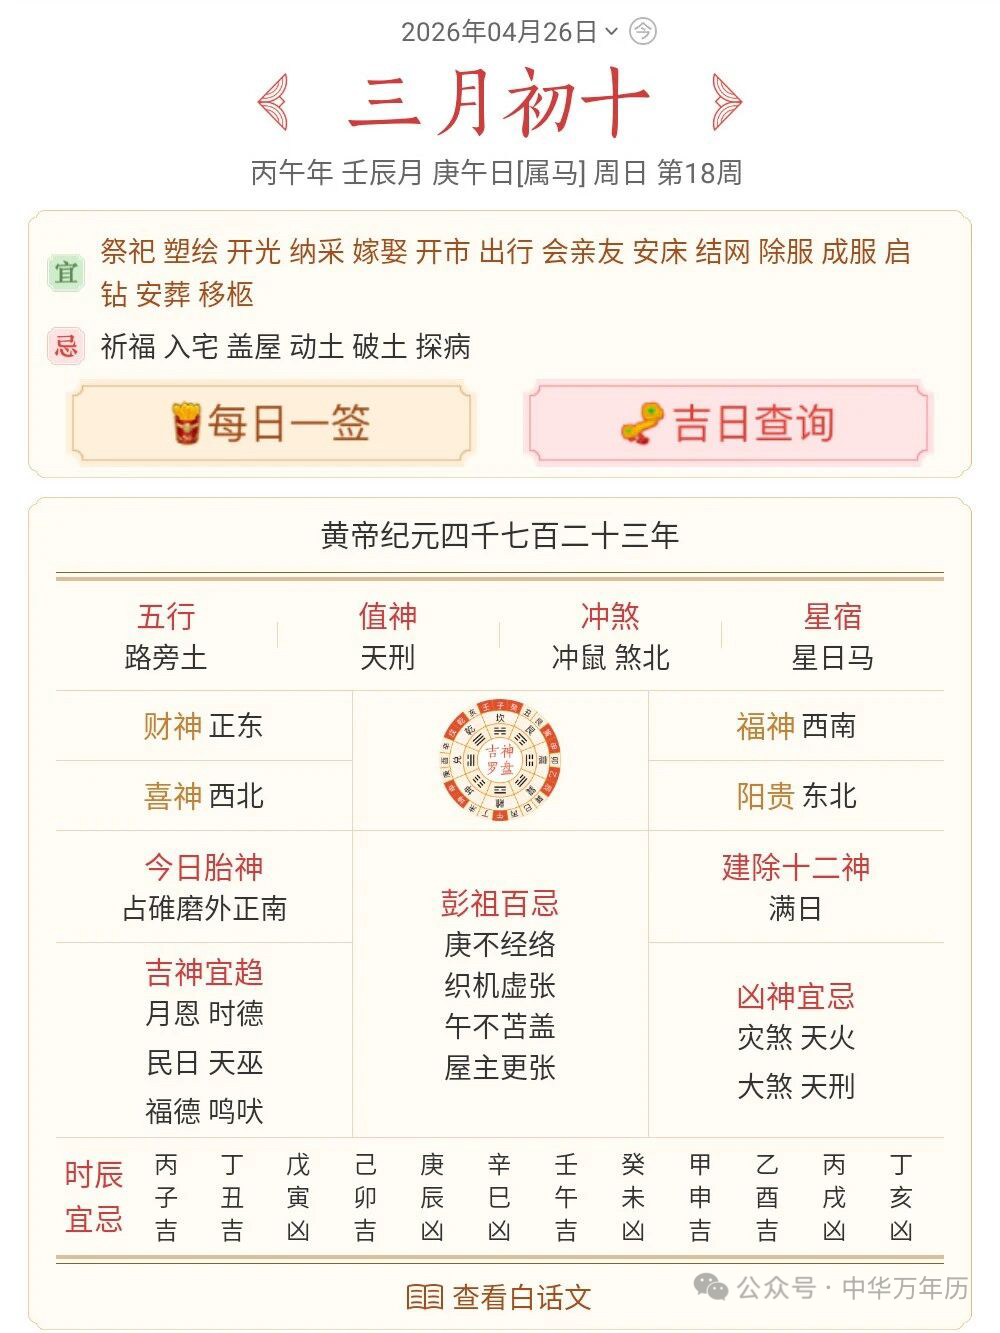 2026年04月26日 今
三月初十
丙午年 壬辰月 庚午日[属马] 周日 第18周
宜
祭祀 塑绘 开光 纳采 嫁娶 开市 出行 会亲友 安床 结网 除服 成服 启
钻 安葬 移柩
忌
祈福 入宅 盖屋 动土 破土 探病
每日一签
吉日查询
黄帝纪元四千七百二十三年
五行
路旁土
值神
天刑
冲煞
冲鼠 煞北
星宿
星日马
财神 正东
喜神 西北
吉神
罗盘
福神 西南
阳贵 东北
今日胎神
占碓磨外正南
彭祖百忌
庚不经络
织机虚张
午不苫盖
屋主更张
建除十二神
满日
吉神宜趋
月恩 时德
民日 天巫
福德 鸣吠
凶神宜忌
灾煞 天火
大煞 天刑
时辰
宜忌
丙子吉
丁丑吉
戊寅凶
己卯吉
庚辰凶
辛巳凶
壬午吉
癸未凶
甲申吉
乙酉吉
丙戌凶
丁亥凶
查看白话文
公众号 · 中华万年历